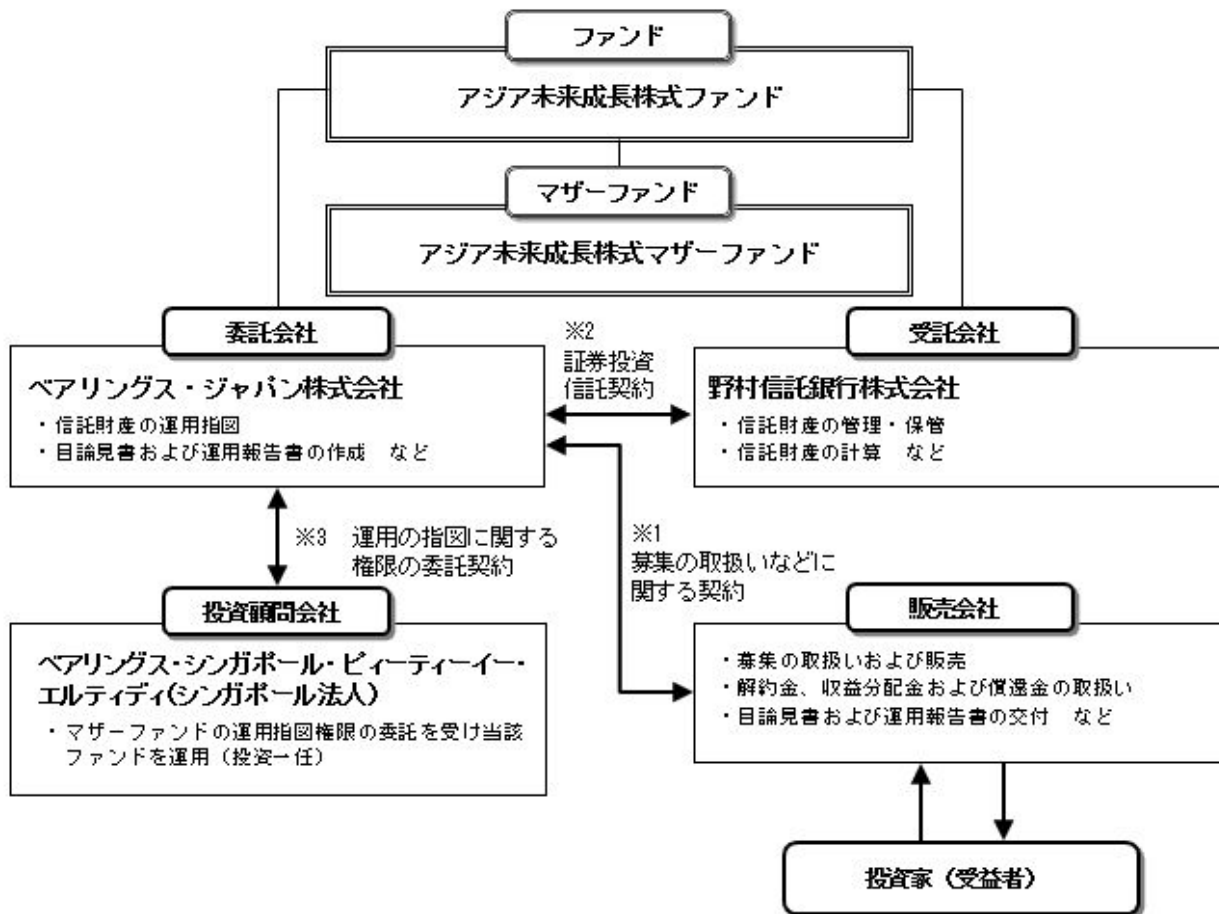 ファンド
アジア未来成長株式ファンド
マザーファンド
アジア未来成長株式マザーファンド
委託会社
ベアリングス・ジャパン株式会社
・信託財産の運用指図
・目論見書および運用報告書の作成　など
※2
証券投資
信託契約
受託会社
野村信託銀行株式会社
・信託財産の管理・保管
・信託財産の計算　など
※3　運用の指図に関する
権限の委託契約
※1
募集の取扱いなどに
関する契約
投資顧問会社
ベアリングス・シンガポール・ピィーティーイー・
エルティディ(シンガポール法人)
・マザーファンドの運用指図権限の委託を受け当該
ファンドを運用（投資一任）
販売会社
・募集の取扱いおよび販売
・解約金、収益分配金および償還金の取扱い
・目論見書および運用報告書の交付　など
投資家（受益者）